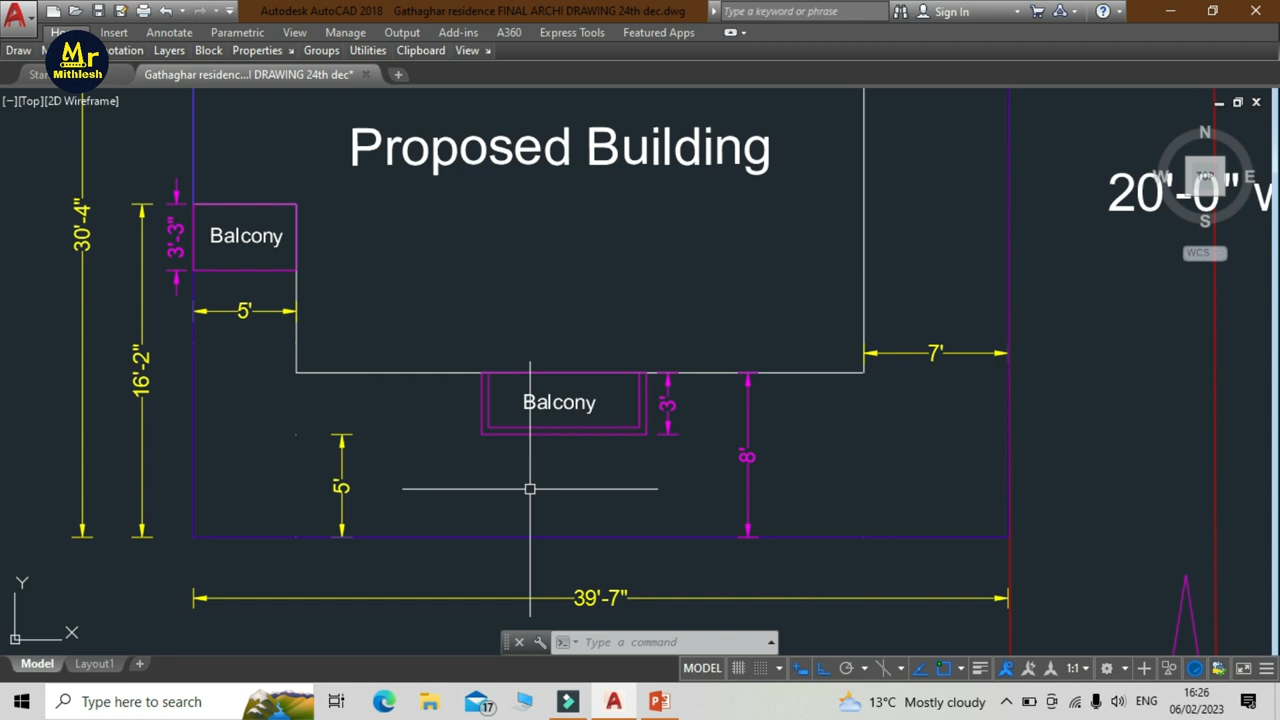 Autodesk AutoCAD 2018 Gathaghar residence FINAL ARCHI DRAWING 24th dec.dwg
Type a keyword or phrase
Sign In
Insert Annotate Parametric View Manage Output Add-ins A360 Express Tools Featured Apps
Draw Layers Block Properties Groups Utilities Clipboard View
Mr
Mithlesh
Gathaghar residenc...I DRAWING 24th dec*
[−][Top][2D Wireframe]
Proposed Building
N
W TOP E
S
WCS
20'-0" w
30'-4"
3'-3"
Balcony
5'
16'-2"
7'
Balcony
3'
8'
5'
39'-7"
Y
X
Type a command
Model Layout1
MODEL
1:1
Type here to search
17
13°C Mostly cloudy
ENG
16:26
06/02/2023